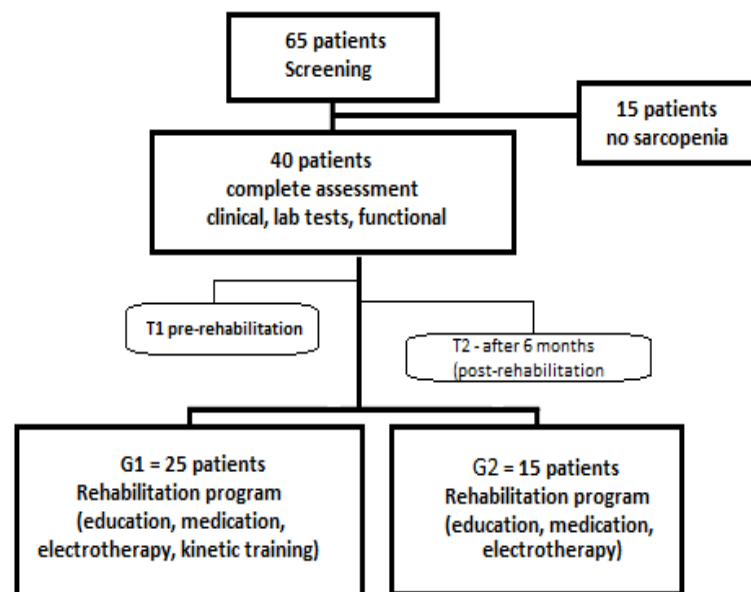 65 patients
Screening
15 patients
no sarcopenia
40 patients
complete assessment
clinical, lab tests, functional
T1 pre-rehabilitation
T2 - after 6 months
(post-rehabilitation
G1 = 25 patients
Rehabilitation program
(education, medication,
electrotherapy, kinetic training)
G2 = 15 patients
Rehabilitation program
(education, medication,
electrotherapy)